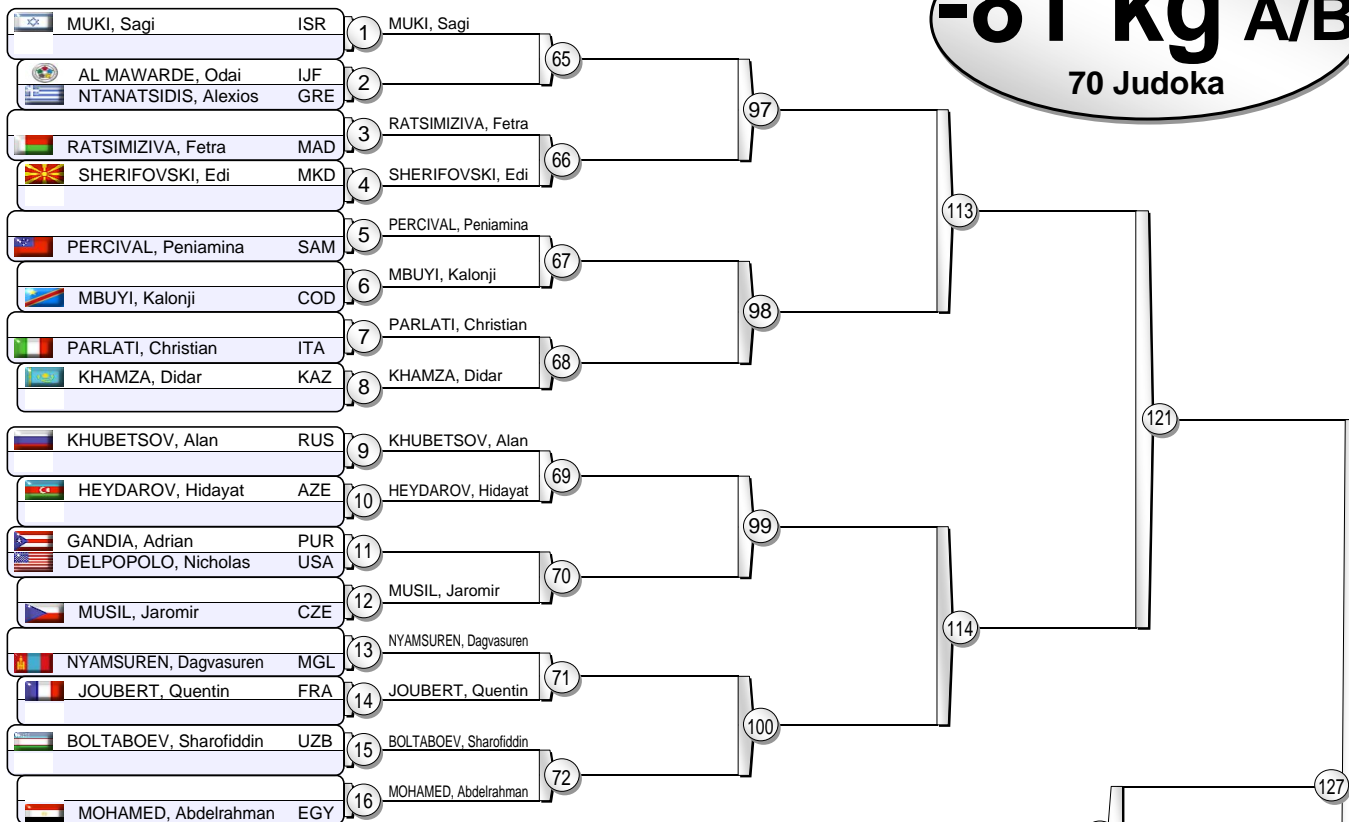 -81 kg A/B
70 Judoka
MUKI, Sagi ISR
1
MUKI, Sagi
65
AL MAWARDE, Odai IJF
NTANATSIDIS, Alexios GRE
2
97
3
RATSIMIZIVA, Fetra
RATSIMIZIVA, Fetra MAD
66
SHERIFOVSKI, Edi MKD
4
SHERIFOVSKI, Edi
113
5
PERCIVAL, Peniamina
PERCIVAL, Peniamina SAM
67
6
MBUYI, Kalonji
MBUYI, Kalonji COD
98
7
PARLATI, Christian
PARLATI, Christian ITA
68
KHAMZA, Didar KAZ
8
KHAMZA, Didar
121
KHUBETSOV, Alan RUS
9
KHUBETSOV, Alan
69
HEYDAROV, Hidayat AZE
10
HEYDAROV, Hidayat
99
GANDIA, Adrian PUR
DELPOPOLO, Nicholas USA
11
70
12
MUSIL, Jaromir
MUSIL, Jaromir CZE
114
13
NYAMSUREN, Dagvasuren
NYAMSUREN, Dagvasuren MGL
71
JOUBERT, Quentin FRA
14
JOUBERT, Quentin
100
BOLTABOEV, Sharofiddin UZB
15
BOLTABOEV, Sharofiddin
72
16
MOHAMED, Abdelrahman
MOHAMED, Abdelrahman EGY
127